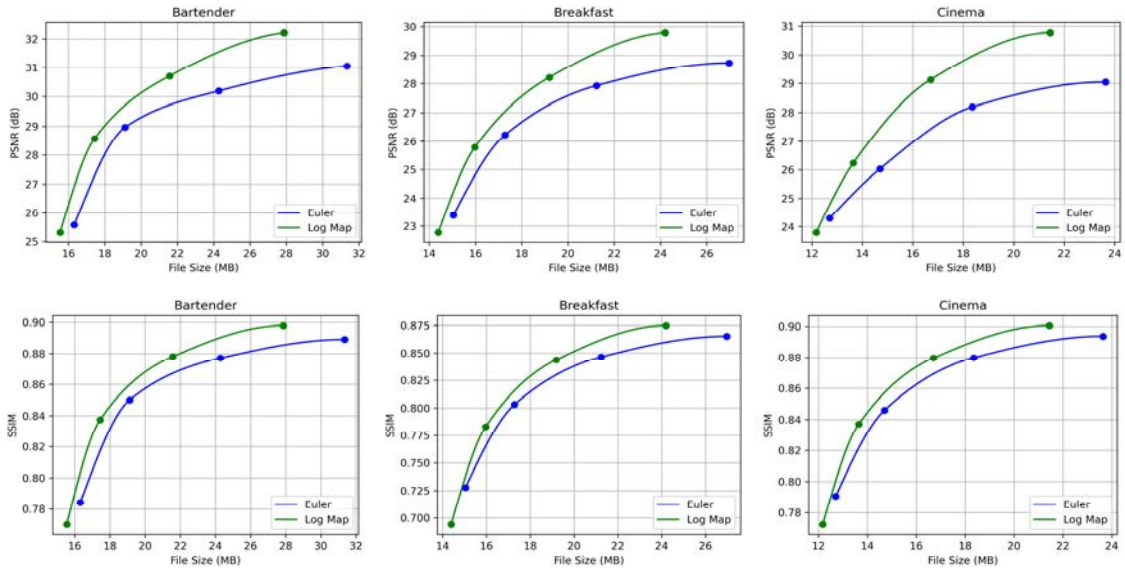 Bartender
32
31
30
29
28
27
26
25
PSNR (dB)
16 18 20 22 24 26 28 30
File Size (MB)
Euler
Log Map
Breakfast
30
29
28
27
26
25
24
23
PSNR (dB)
14 16 18 20 22 24 26
File Size (MB)
Euler
Log Map
Cinema
31
30
29
28
27
26
25
24
PSNR (dB)
12 14 16 18 20 22 24
File Size (MB)
Euler
Log Map
Bartender
0.90
0.88
0.86
0.84
0.82
0.80
0.78
SSIM
16 18 20 22 24 26 28 30 32
File Size (MB)
Euler
Log Map
Breakfast
0.875
0.850
0.825
0.800
0.775
0.750
0.725
0.700
SSIM
14 16 18 20 22 24 26
File Size (MB)
Euler
Log Map
Cinema
0.90
0.88
0.86
0.84
0.82
0.80
0.78
SSIM
12 14 16 18 20 22 24
File Size (MB)
Euler
Log Map